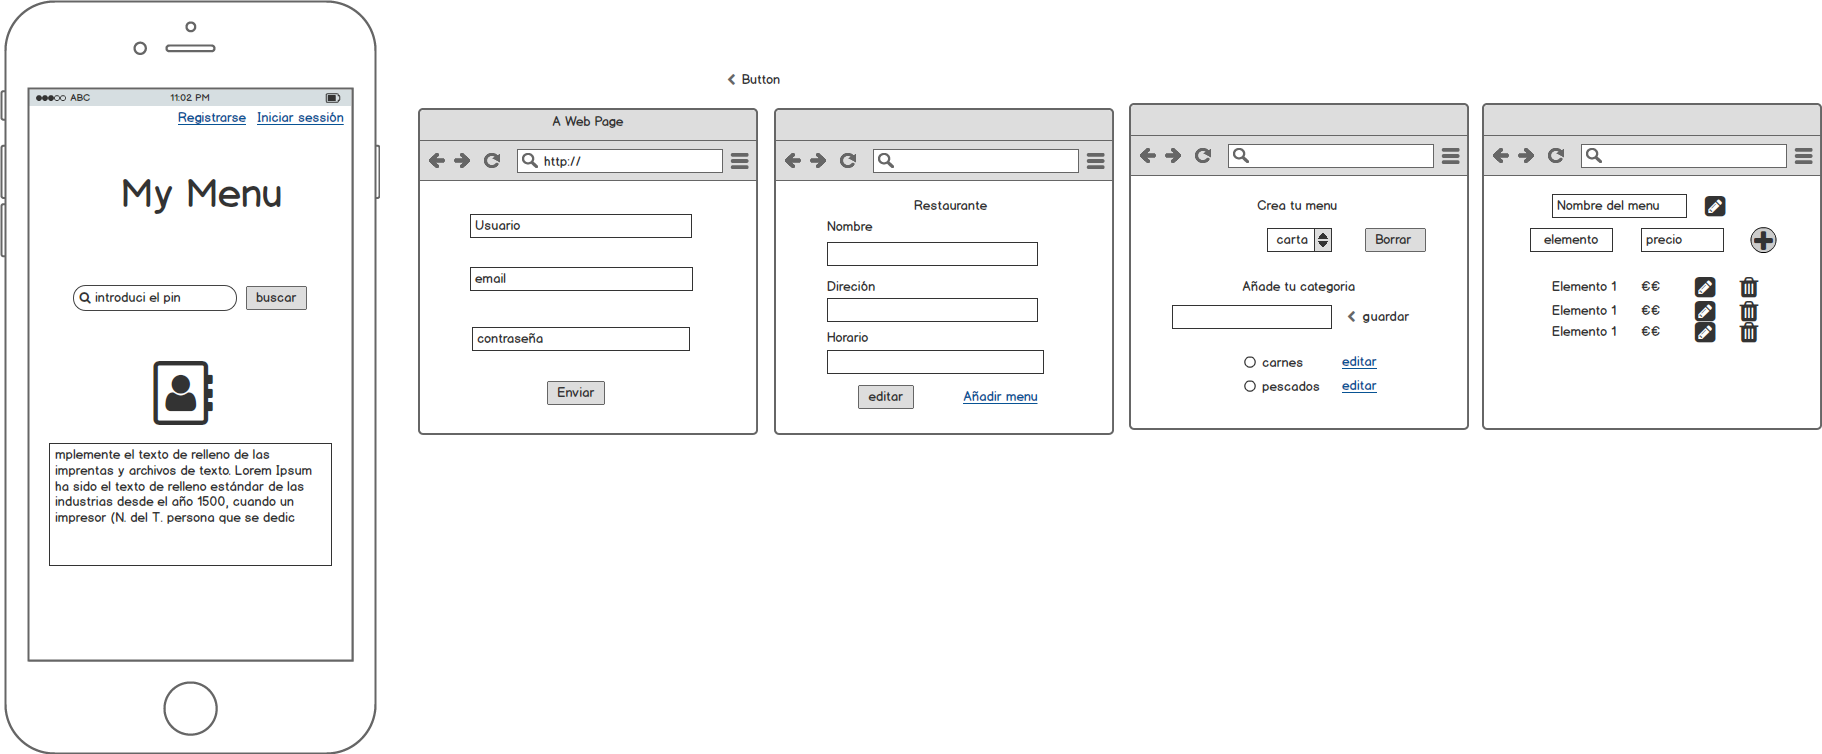 ABC 11:02 PM
Registrarse Iniciar sessión
My Menu
introduci el pin buscar
mplemente el texto de relleno de las
imprentas y archivos de texto. Lorem Ipsum
ha sido el texto de relleno estándar de las
industrias desde el año 1500, cuando un
impresor (N. del T. persona que se dedic
Button
A Web Page
http://
Usuario
email
contraseña
Enviar
Restaurante
Nombre
Direción
Horario
editar Añadir menu
Crea tu menu
carta Borrar
Añade tu categoria
guardar
carnes editar
pescados editar
Nombre del menu
elemento precio
Elemento 1 €€
Elemento 1 €€
Elemento 1 €€